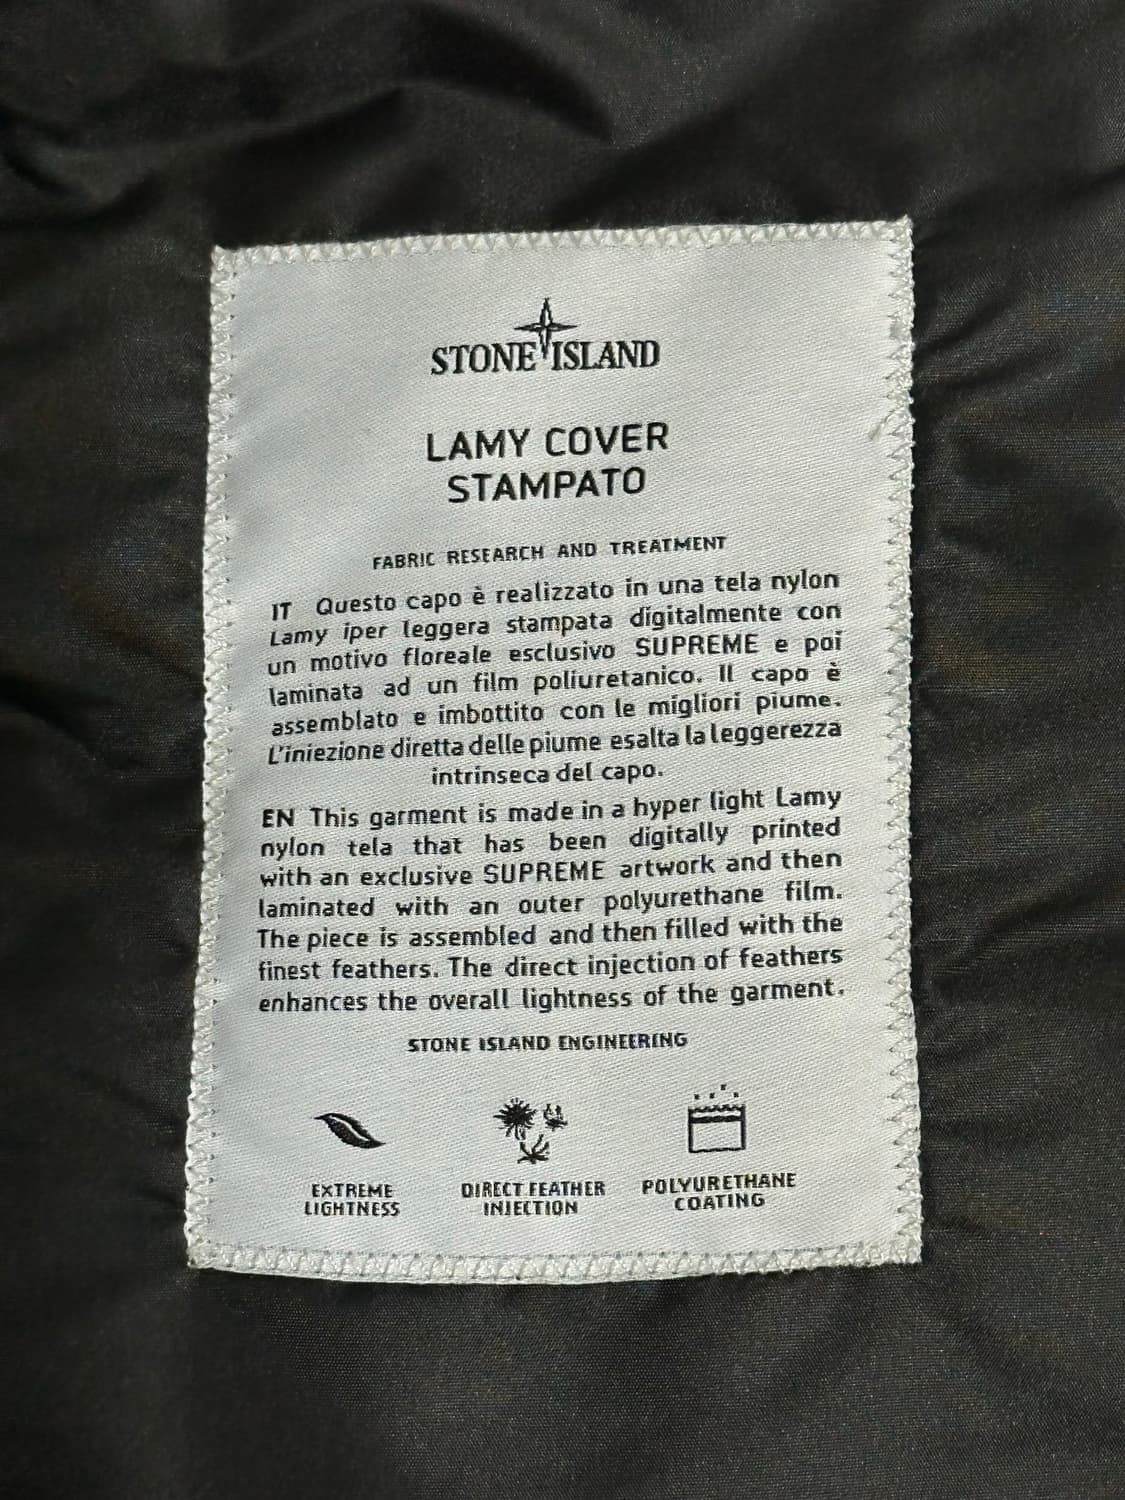 STONE ISLAND
LAMY COVER
STAMPATO
FABRIC RESEARCH AND TREATMENT
IT Questo capo è realizzato in una tela nylon
Lamy iper leggera stampata digitalmente con
un motivo floreale esclusivo SUPREME e poi
laminata ad un film poliuretanico. Il capo è
assemblato e imbottito con le migliori piume.
L'iniezione diretta delle piume esalta la leggerezza
intrinseca del capo.
EN This garment is made in a hyper light Lamy
nylon tela that has been digitally printed
with an exclusive SUPREME artwork and then
laminated with an outer polyurethane film.
The piece is assembled and then filled with the
finest feathers. The direct injection of feathers
enhances the overall lightness of the garment.
STONE ISLAND ENGINEERING
EXTREME
LIGHTNESS
DIRECT FEATHER
INJECTION
POLYURETHANE
COATING